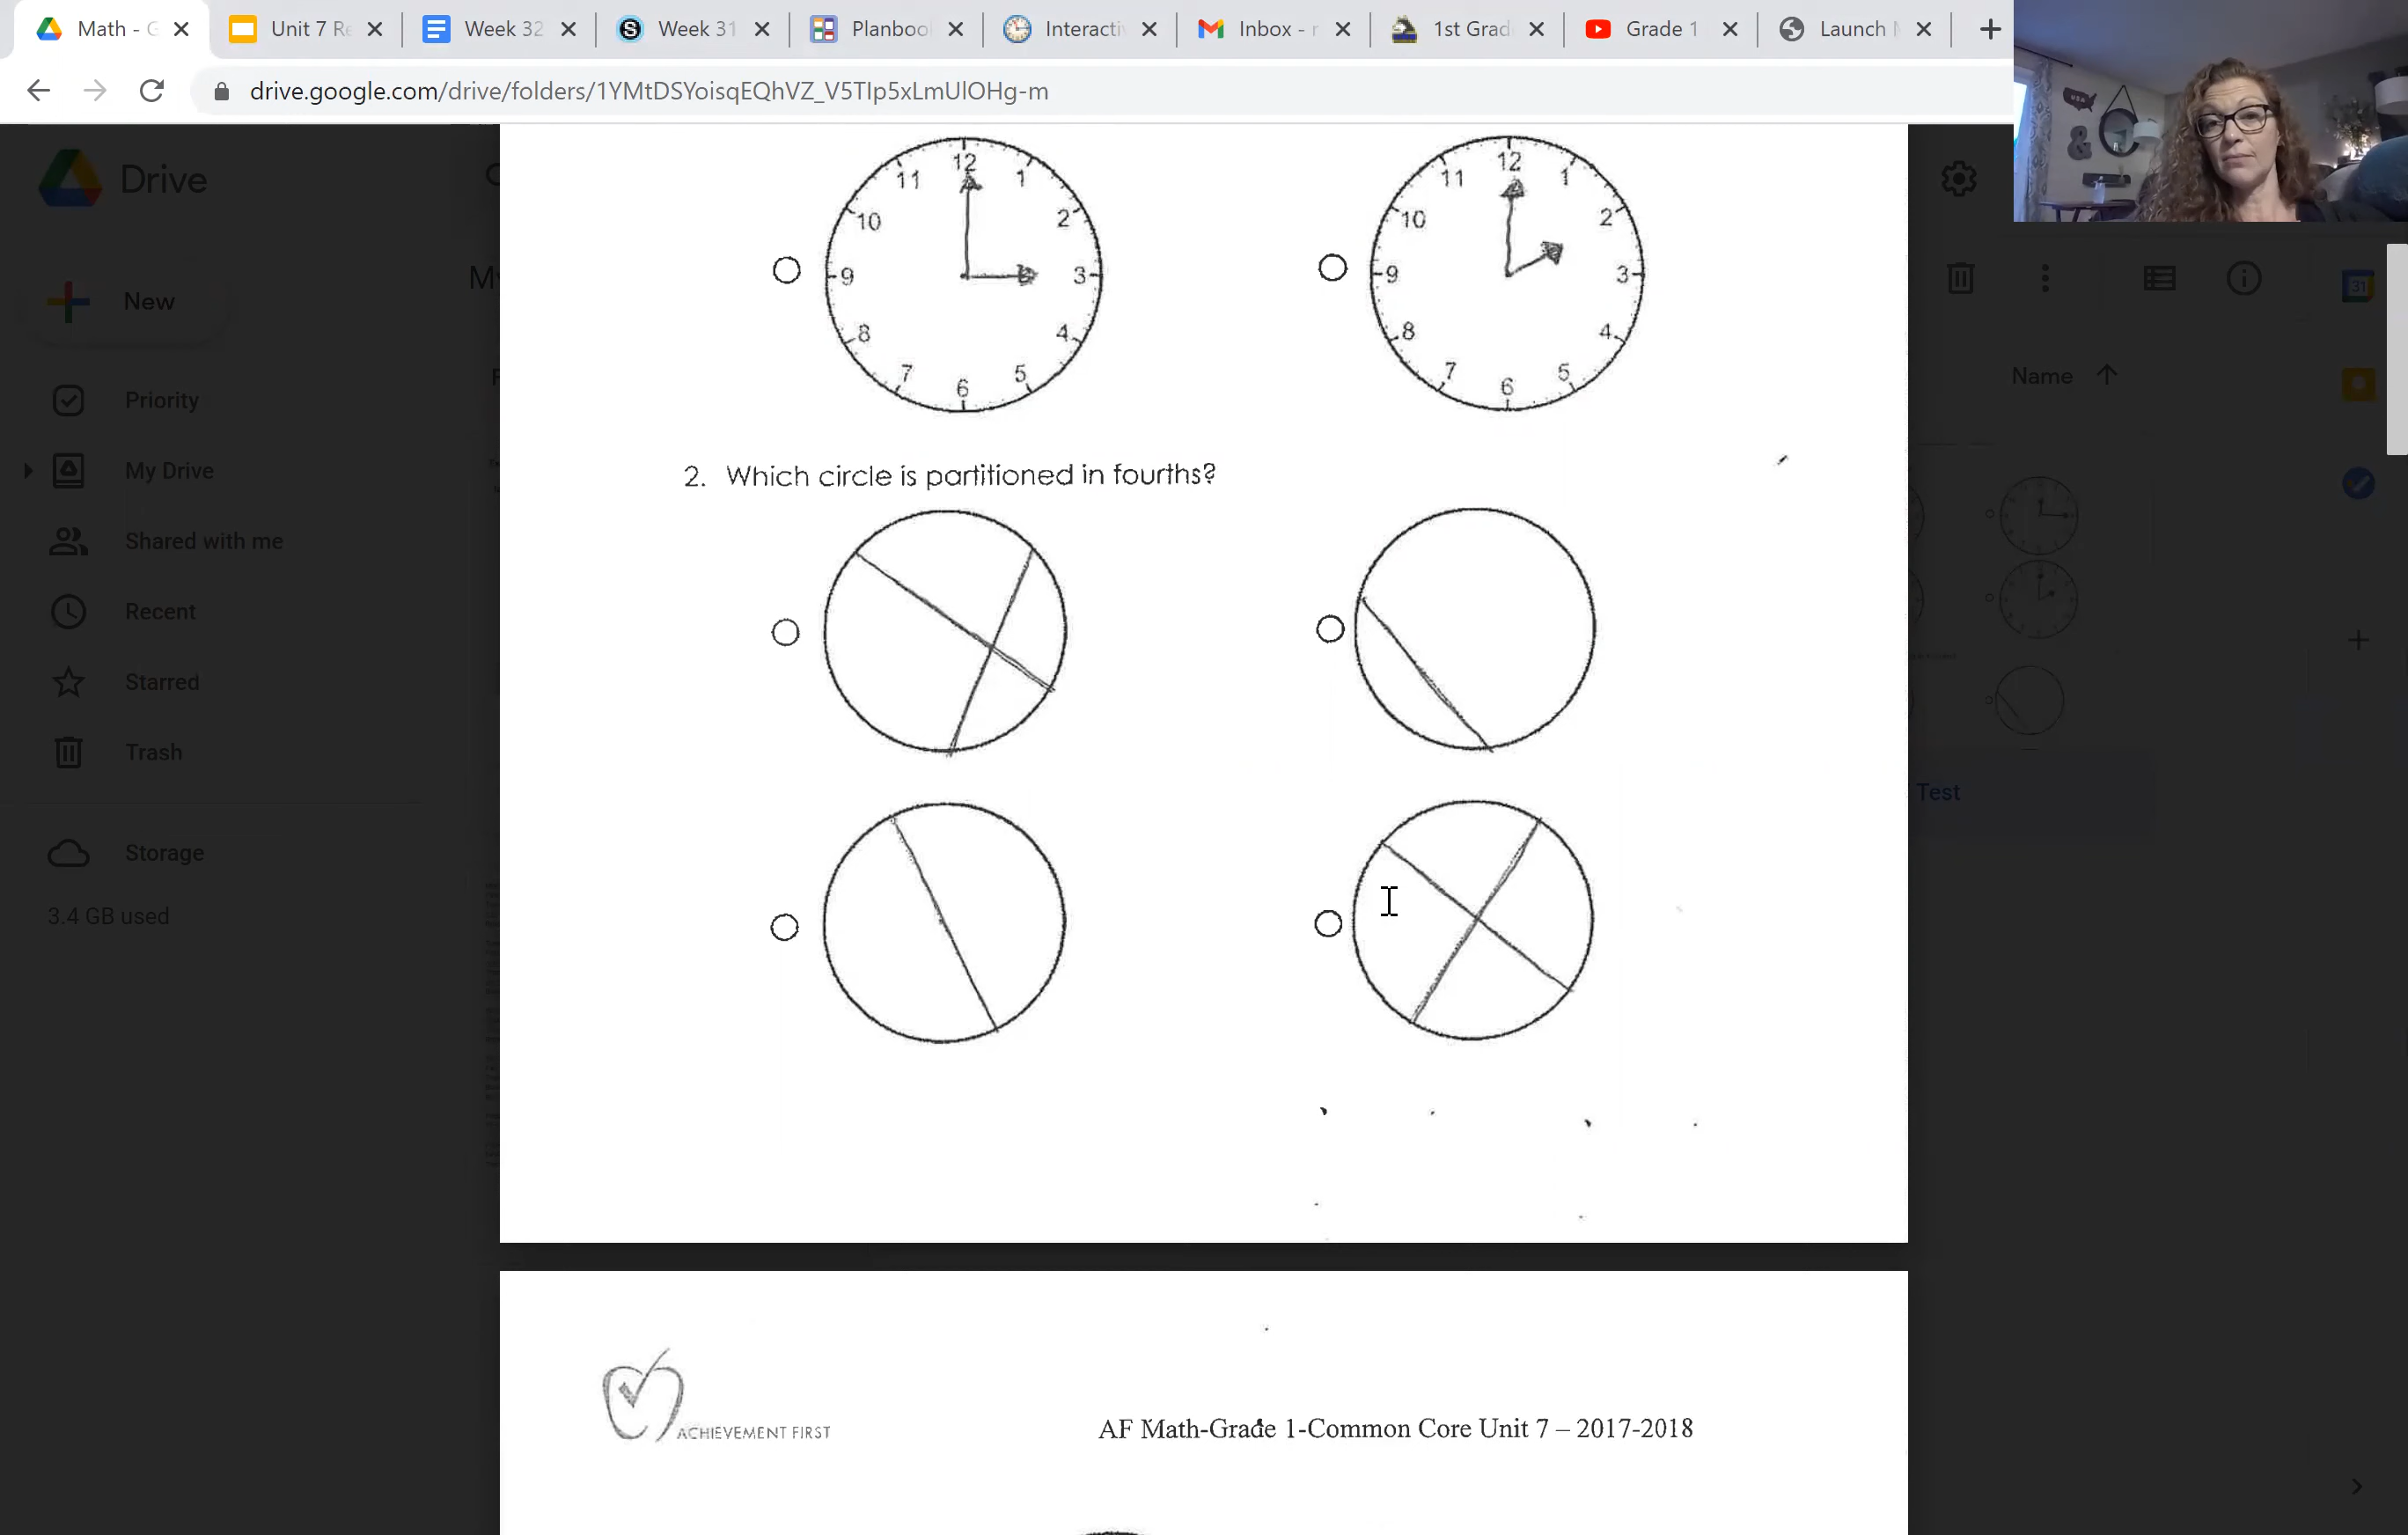 Math - G
Unit 7 Re
Week 32
Week 31
Planboo
Interacti
Inbox - r
1st Grad
Grade 1
Launch
drive.google.com/drive/folders/1YMtDSYoisqEQhVZ_V5TIp5xLmUlOHg-m
Drive
New
Priority
My Drive
Shared with me
Recent
Starred
Trash
Storage
3.4 GB used
Name
31
Test
USA
&
12 1 2 3 4 5 6 7 8 9 10 11
12 1 2 3 4 5 6 7 8 9 10 11
2. Which circle is partitioned in fourths?
ACHIEVEMENT FIRST
AF Math-Grade 1-Common Core Unit 7 – 2017-2018